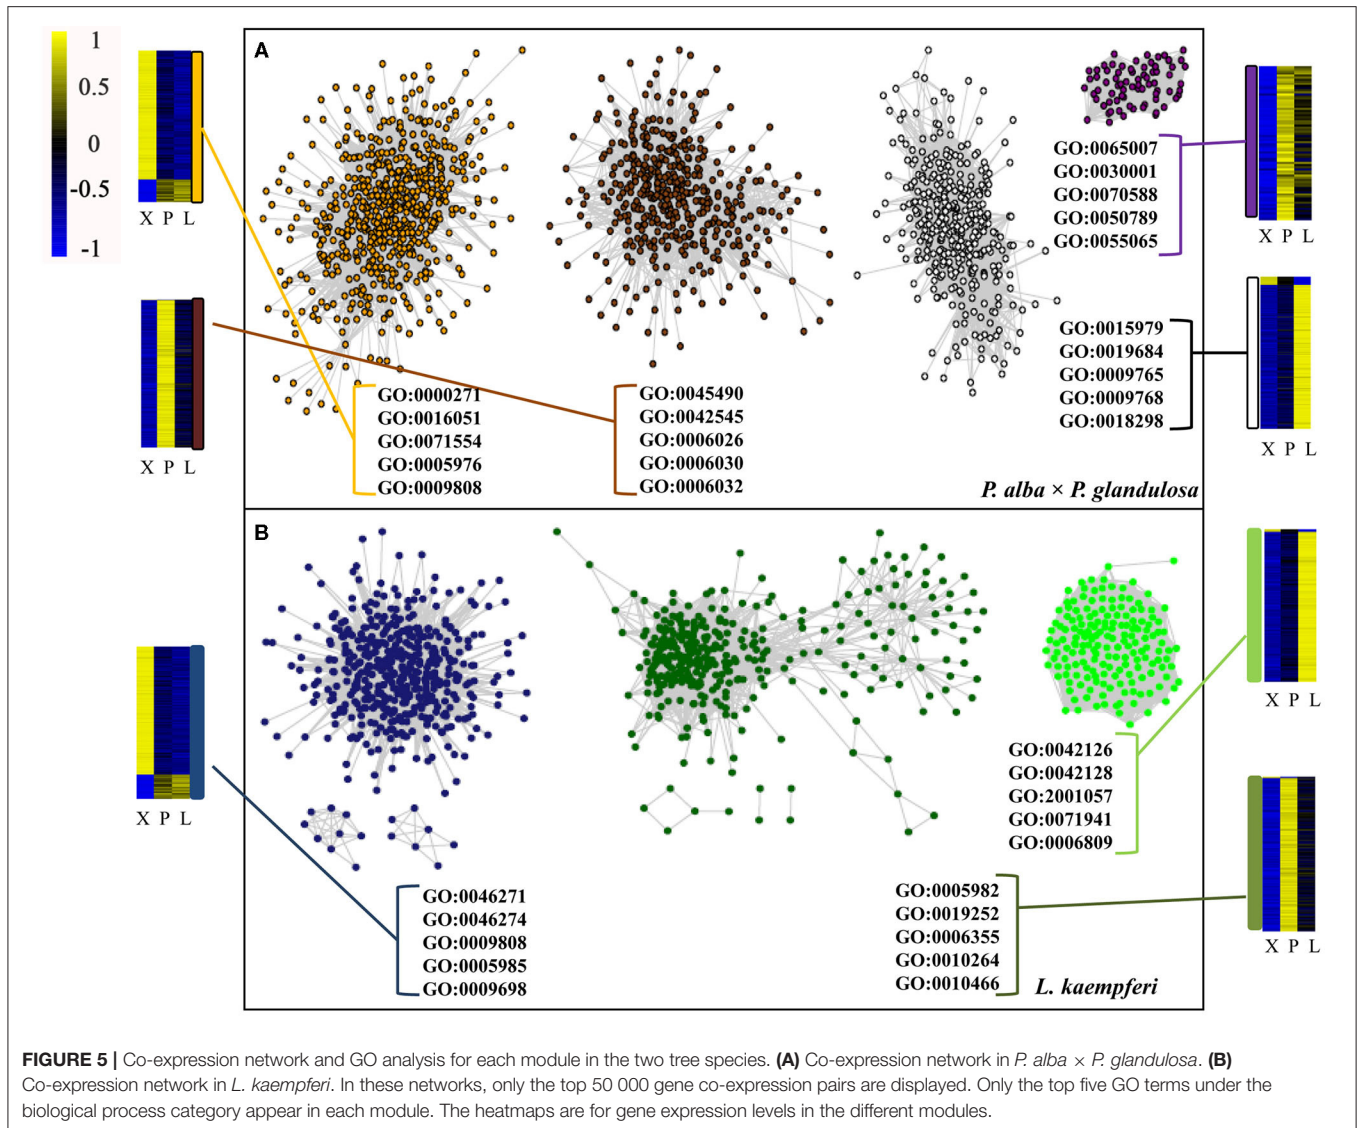 1
0.5
0
-0.5
-1
X P L
X P L
A
GO:0000271
GO:0016051
GO:0071554
GO:0005976
GO:0009808
GO:0045490
GO:0042545
GO:0006026
GO:0006030
GO:0006032
GO:0065007
GO:0030001
GO:0070588
GO:0050789
GO:0055065
GO:0015979
GO:0019684
GO:0009765
GO:0009768
GO:0018298
P. alba × P. glandulosa
X P L
X P L
B
X P L
GO:0046271
GO:0046274
GO:0009808
GO:0005985
GO:0009698
GO:0042126
GO:0042128
GO:2001057
GO:0071941
GO:0006809
GO:0005982
GO:0019252
GO:0006355
GO:0010264
GO:0010466
L. kaempferi
X P L
X P L
FIGURE 5 | Co-expression network and GO analysis for each module in the two tree species. (A) Co-expression network in P. alba × P. glandulosa. (B)
Co-expression network in L. kaempferi. In these networks, only the top 50 000 gene co-expression pairs are displayed. Only the top five GO terms under the
biological process category appear in each module. The heatmaps are for gene expression levels in the different modules.